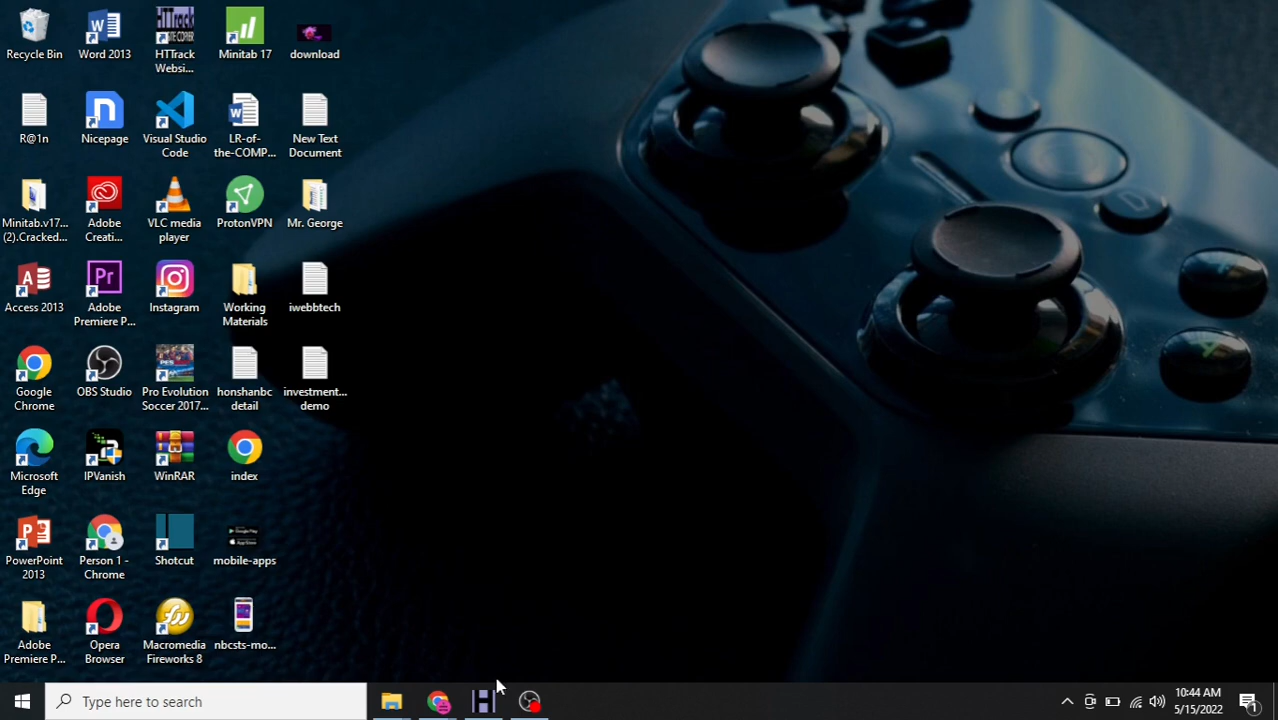 Recycle Bin
Word 2013
HTTrack
Websi...
Minitab 17
download
R@1n
Nicepage
Visual Studio
Code
LR-of-
the-COMP...
New Text
Document
Minitab.v17...
(2).Cracked...
Adobe
Creati...
VLC media
player
ProtonVPN
Mr. George
Access 2013
Adobe
Premiere P...
Instagram
Working
Materials
iwebbtech
Google
Chrome
OBS Studio
Pro Evolution
Soccer 2017...
honshanbc
detail
investment...
demo
Microsoft
Edge
IPVanish
WinRAR
index
PowerPoint
2013
Person 1 -
Chrome
Shotcut
mobile-apps
Adobe
Premiere P...
Opera
Browser
Macromedia
Fireworks 8
nbcsts-mo...
Type here to search
10:44 AM
5/15/2022
1